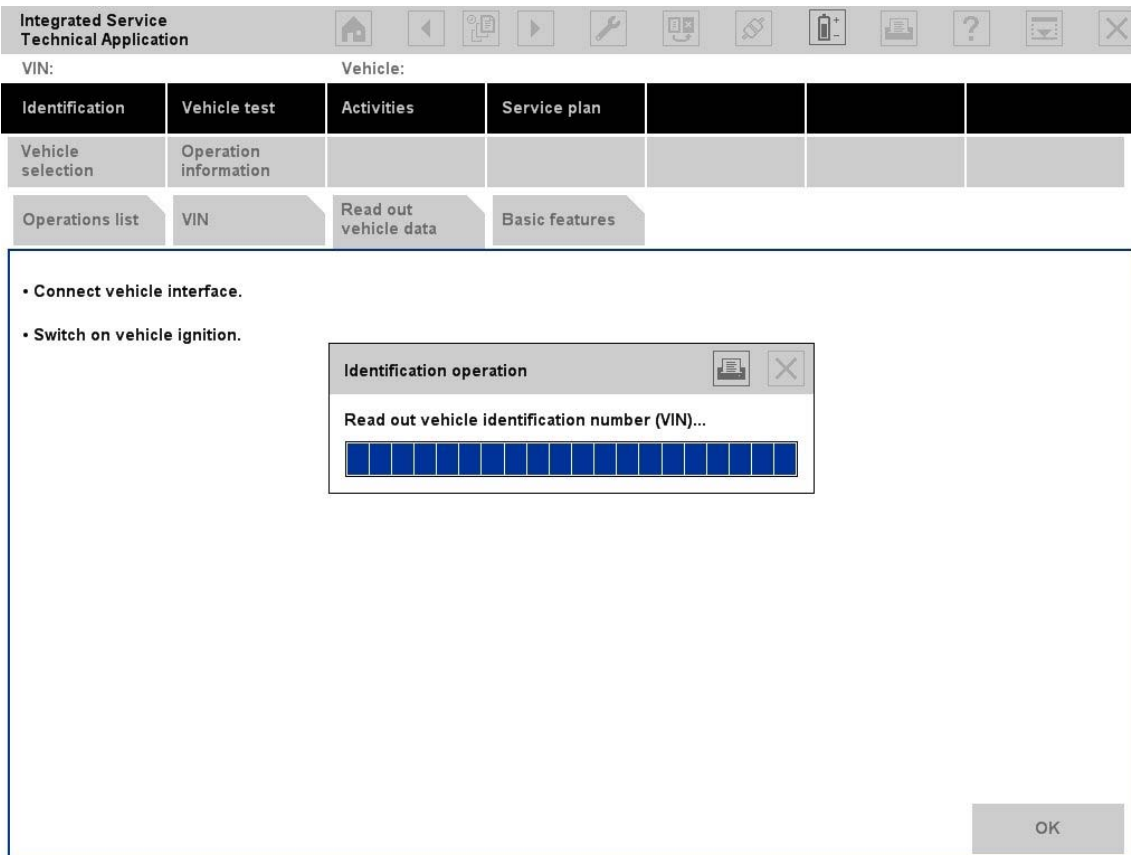 Integrated Service
Technical Application
VIN:
Vehicle:
Identification
Vehicle test
Activities
Service plan
Vehicle
selection
Operation
information
Operations list
VIN
Read out
vehicle data
Basic features
• Connect vehicle interface.
• Switch on vehicle ignition.
Identification operation
Read out vehicle identification number (VIN)...
OK